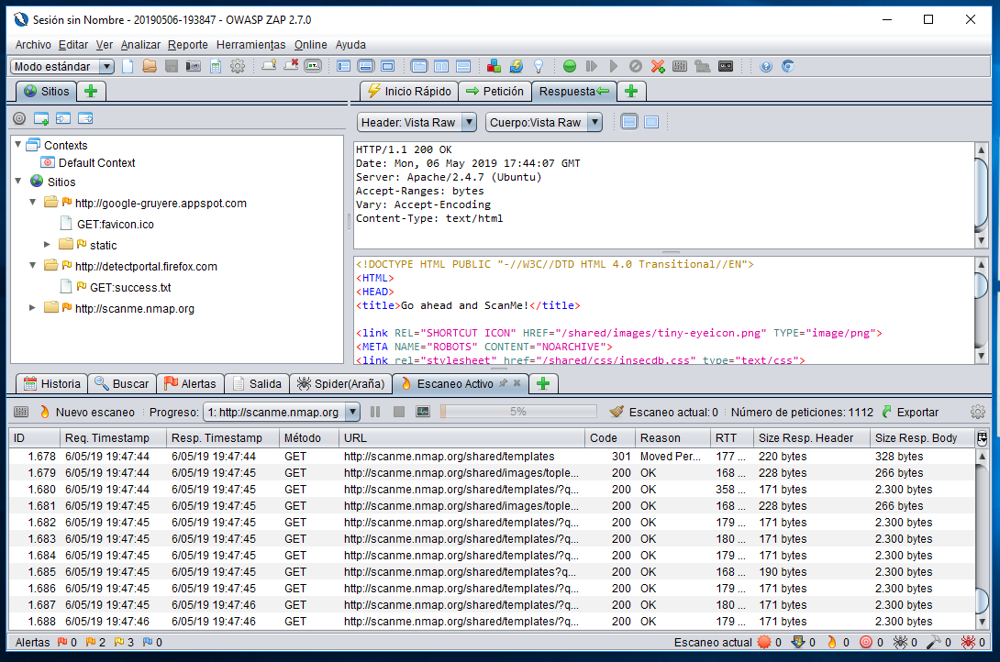 Sesión sin Nombre - 20190506-193847 - OWASP ZAP 2.7.0
Archivo Editar Ver Analizar Reporte Herramientas Online Ayuda
Modo estándar
Sitios
Inicio Rápido Petición Respuesta
Header: Vista Raw Cuerpo:Vista Raw
Contexts
Default Context
Sitios
http://google-gruyere.appspot.com
GET:favicon.ico
static
http://detectportal.firefox.com
GET:success.txt
http://scanme.nmap.org
HTTP/1.1 200 OK
Date: Mon, 06 May 2019 17:44:07 GMT
Server: Apache/2.4.7 (Ubuntu)
Accept-Ranges: bytes
Vary: Accept-Encoding
Content-Type: text/html
<!DOCTYPE HTML PUBLIC "-//W3C//DTD HTML 4.0 Transitional//EN">
<HTML>
<HEAD>
<title>Go ahead and ScanMe!</title>
<link REL="SHORTCUT ICON" HREF="/shared/images/tiny-eyeicon.png" TYPE="image/png">
<META NAME="ROBOTS" CONTENT="NOARCHIVE">
<link rel="stylesheet" href="/shared/css/insecdb.css" type="text/css">
Historia Buscar Alertas Salida Spider(Araña) Escaneo Activo
Nuevo escaneo Progreso: 1: http://scanme.nmap.org 5% Escaneo actual: 0 Número de peticiones: 1112 Exportar
ID Req. Timestamp Resp. Timestamp Método URL Code Reason RTT Size Resp. Header Size Resp. Body
1.678 6/05/19 19:47:44 6/05/19 19:47:44 GET http://scanme.nmap.org/shared/templates 301 Moved Per... 177 ... 220 bytes 328 bytes
1.679 6/05/19 19:47:44 6/05/19 19:47:45 GET http://scanme.nmap.org/shared/images/tople... 200 OK 168 ... 228 bytes 266 bytes
1.680 6/05/19 19:47:44 6/05/19 19:47:45 GET http://scanme.nmap.org/shared/templates/?q... 200 OK 358 ... 171 bytes 2.300 bytes
1.681 6/05/19 19:47:45 6/05/19 19:47:45 GET http://scanme.nmap.org/shared/images/tople... 200 OK 168 ... 228 bytes 266 bytes
1.682 6/05/19 19:47:45 6/05/19 19:47:45 GET http://scanme.nmap.org/shared/templates/?q... 200 OK 179 ... 171 bytes 2.300 bytes
1.683 6/05/19 19:47:45 6/05/19 19:47:45 GET http://scanme.nmap.org/shared/templates/?q... 200 OK 180 ... 171 bytes 2.300 bytes
1.684 6/05/19 19:47:45 6/05/19 19:47:45 GET http://scanme.nmap.org/shared/templates/?q... 200 OK 179 ... 171 bytes 2.300 bytes
1.685 6/05/19 19:47:45 6/05/19 19:47:45 GET http://scanme.nmap.org/shared/templates?q... 200 OK 168 ... 190 bytes 2.300 bytes
1.686 6/05/19 19:47:45 6/05/19 19:47:45 GET http://scanme.nmap.org/shared/templates/?q... 200 OK 179 ... 171 bytes 2.300 bytes
1.687 6/05/19 19:47:45 6/05/19 19:47:46 GET http://scanme.nmap.org/shared/templates/?q... 200 OK 180 ... 171 bytes 2.300 bytes
1.688 6/05/19 19:47:46 6/05/19 19:47:46 GET http://scanme.nmap.org/shared/templates/?q... 200 OK 179 ... 171 bytes 2.300 bytes
Alertas 0 2 3 0 Escaneo actual 0 0 0 0 0 0 0